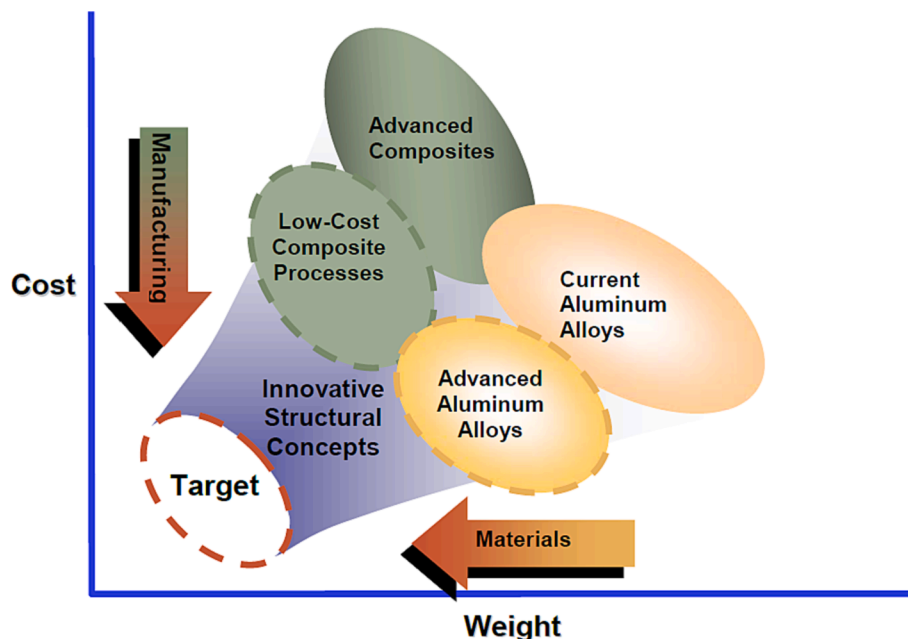 Manufacturing
Advanced
Composites
Low-Cost
Composite
Processes
Cost
Current
Aluminum
Alloys
Innovative
Structural
Concepts
Advanced
Aluminum
Alloys
Target
Materials
Weight